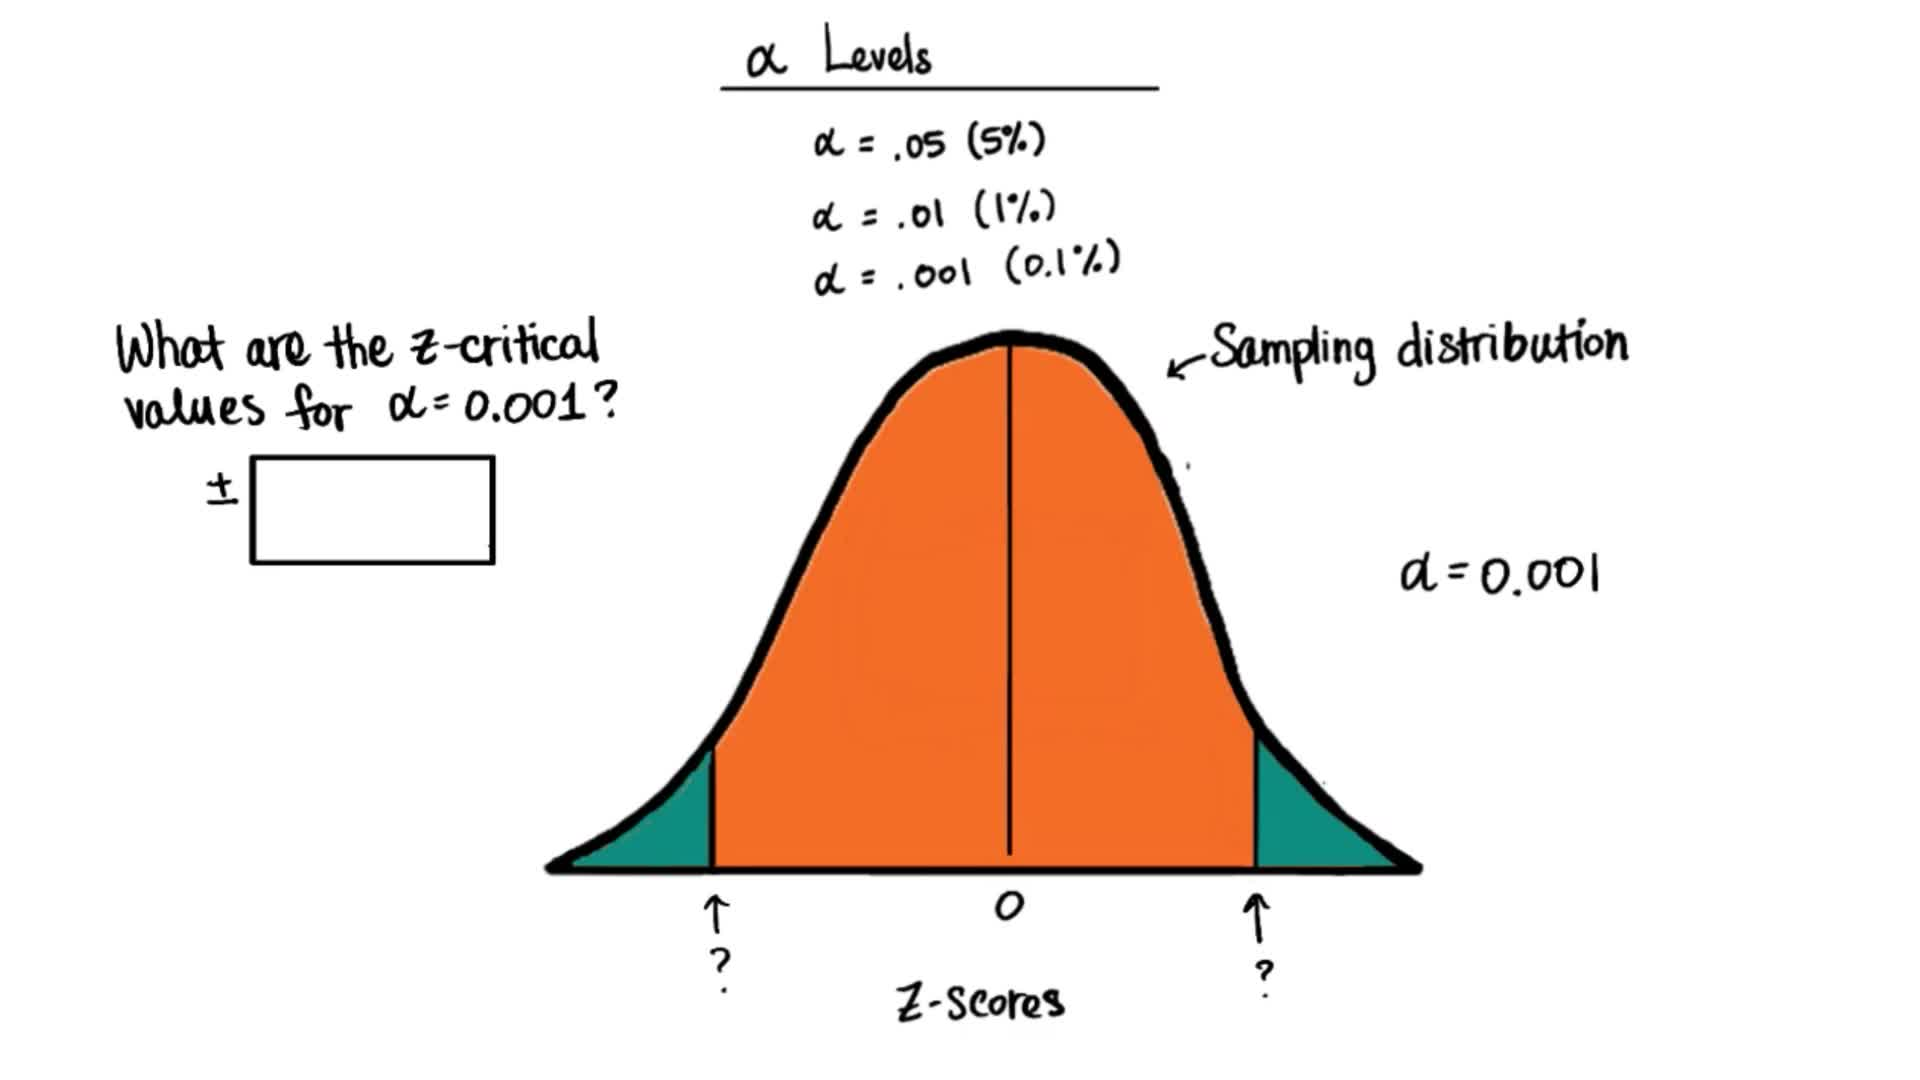 α Levels
α = .05 (5%)
α = .01 (1%)
α = .001 (0.1%)
What are the z-critical
values for α = 0.001?
±
Sampling distribution
α = 0.001
0
?
?
Z-scores